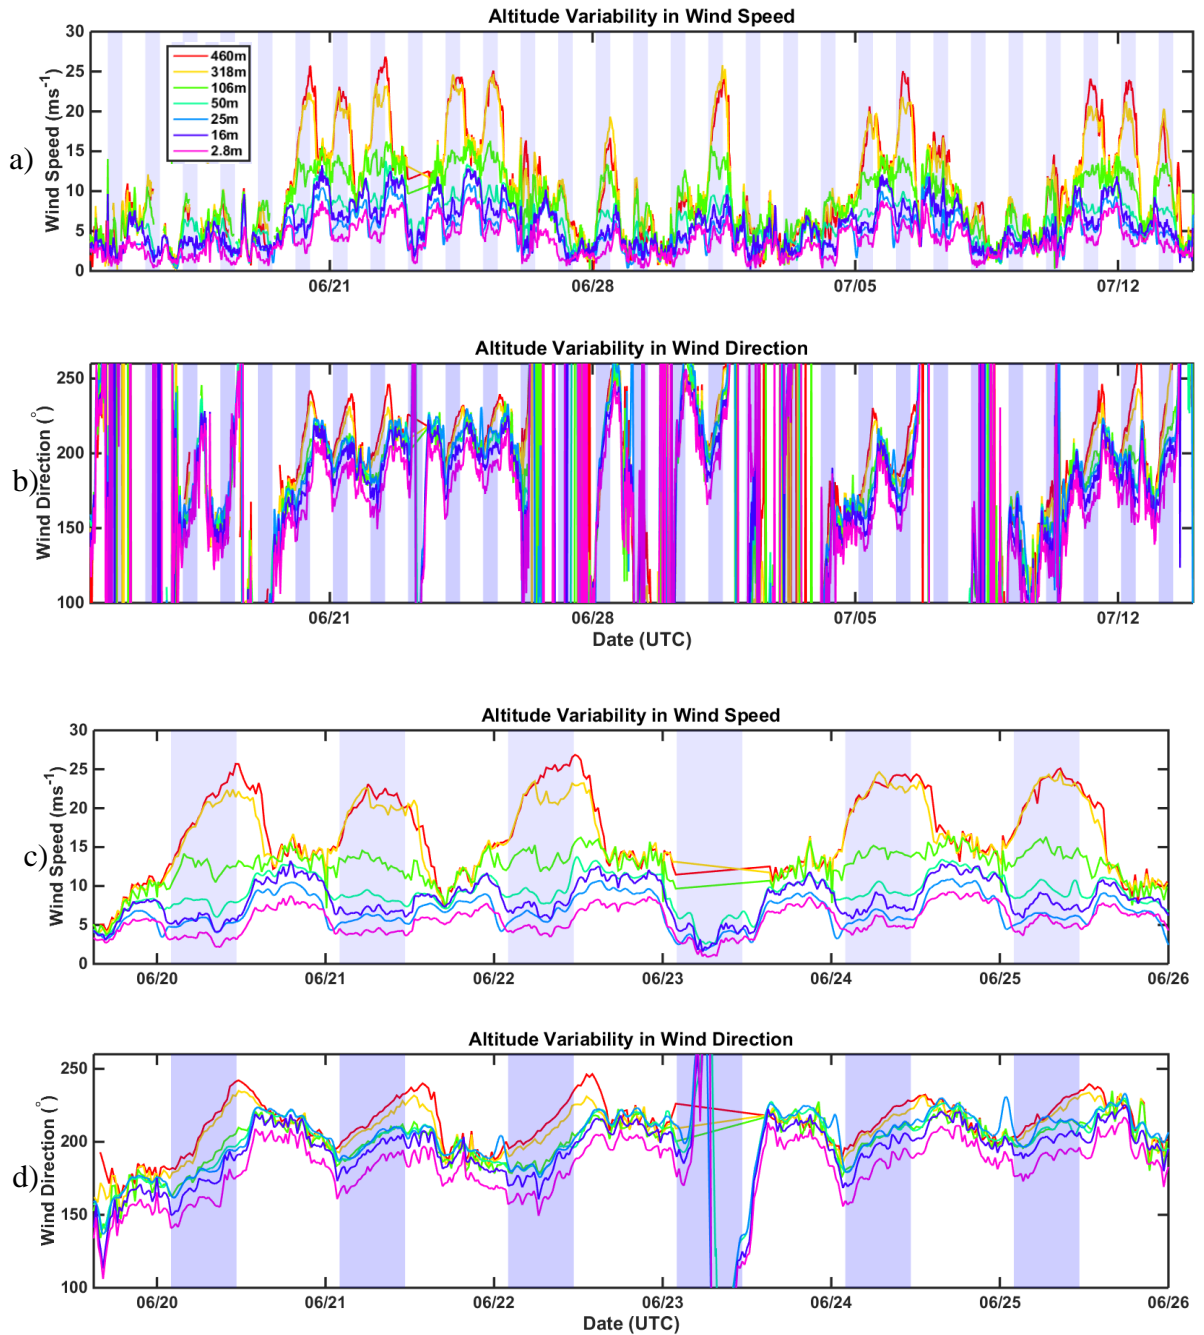 Altitude Variability in Wind Speed
a)
Wind Speed (ms⁻¹)
30
25
20
15
10
5
0
460m
318m
106m
50m
25m
16m
2.8m
06/21 06/28 07/05 07/12
Altitude Variability in Wind Direction
b)
Wind Direction (°)
250
200
150
100
06/21 06/28 07/05 07/12
Date (UTC)
Altitude Variability in Wind Speed
c)
Wind Speed (ms⁻¹)
30
25
20
15
10
5
0
06/20 06/21 06/22 06/23 06/24 06/25 06/26
Altitude Variability in Wind Direction
d)
Wind Direction (°)
250
200
150
100
06/20 06/21 06/22 06/23 06/24 06/25 06/26
Date (UTC)